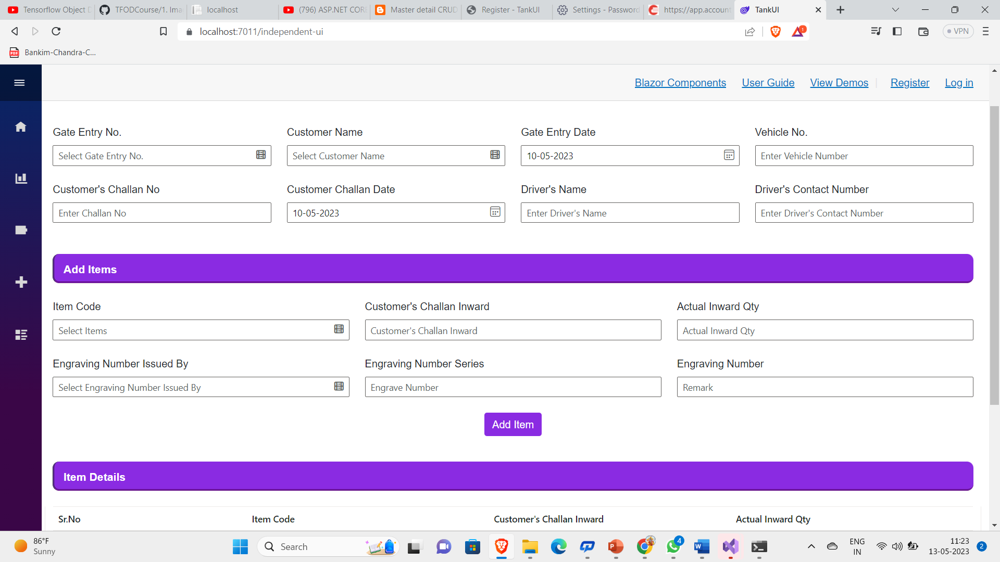 Tensorflow Object D
TFODCourse/1. Ima
localhost
(796) ASP.NET CORE
Master detail CRUD
Register - TankUI
Settings - Password
https://app.account
TankUI
localhost:7011/independent-ui
1
VPN
PDF
Bankim-Chandra-C...
Blazor Components
User Guide
View Demos
Register
Log in
Gate Entry No.
Customer Name
Gate Entry Date
Vehicle No.
Select Gate Entry No.
Select Customer Name
10-05-2023
Enter Vehicle Number
Customer's Challan No
Customer Challan Date
Driver's Name
Driver's Contact Number
Enter Challan No
10-05-2023
Enter Driver's Name
Enter Driver's Contact Number
Add Items
Item Code
Customer's Challan Inward
Actual Inward Qty
Select Items
Customer's Challan Inward
Actual Inward Qty
Engraving Number Issued By
Engraving Number Series
Engraving Number
Select Engraving Number Issued By
Engrave Number
Remark
Add Item
Item Details
Sr.No
Item Code
Customer's Challan Inward
Actual Inward Qty
86°F
Sunny
Search
4
ENG
IN
11:23
13-05-2023
2